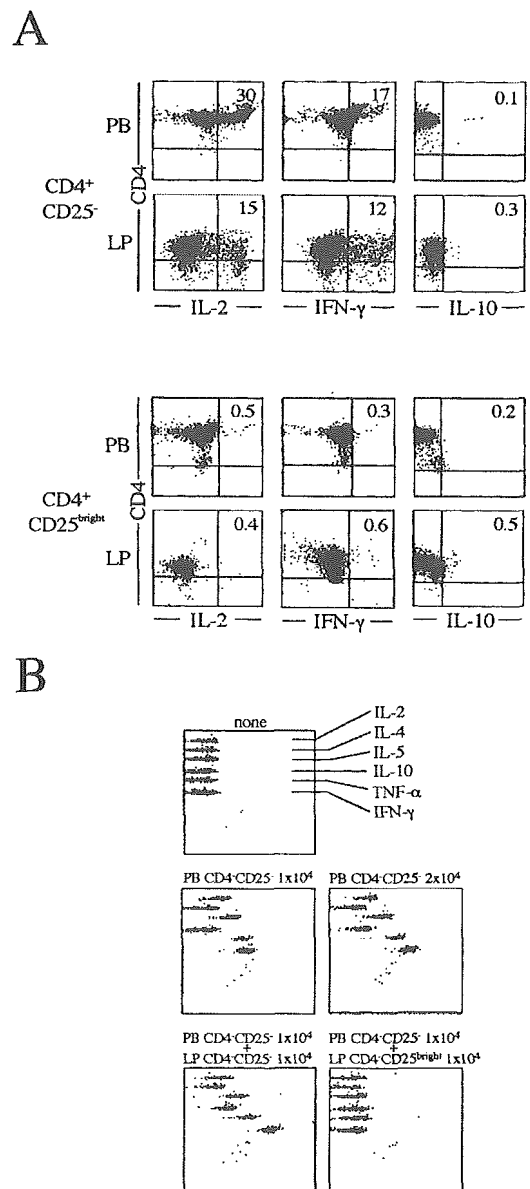 A
30 17 0.1
PB
CD4+
CD25-
CD4
15 12 0.3
LP
IL-2 IFN-γ IL-10
0.5 0.3 0.2
PB
CD4+
CD25bright
CD4
0.4 0.6 0.5
LP
IL-2 IFN-γ IL-10
B
none
IL-2
IL-4
IL-5
IL-10
TNF-α
IFN-γ
PB CD4-CD25- 1x10⁴ PB CD4-CD25- 2x10⁴
PB CD4-CD25- 1x10⁴ PB CD4-CD25- 1x10⁴
+ +
LP CD4-CD25- 1x10⁴ LP CD4-CD25bright 1x10⁴